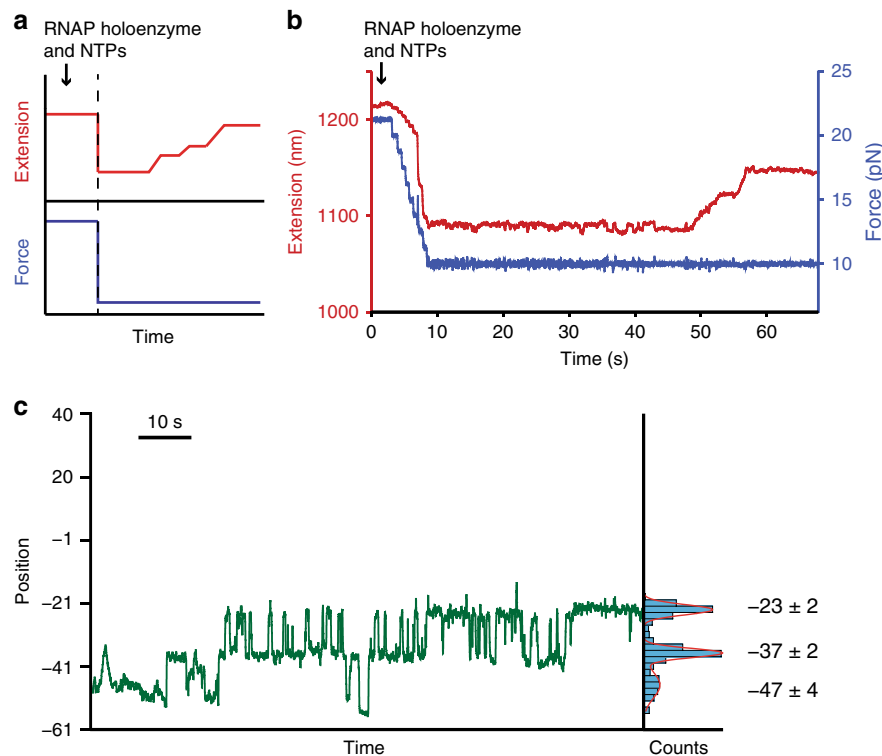 a
RNAP holoenzyme
and NTPs
Extension
Force
Time
b
RNAP holoenzyme
and NTPs
Extension (nm)
1200
1100
1000
25
20
15
10
Force (pN)
0 10 20 30 40 50 60
Time (s)
c
10 s
Position
40
20
−1
−21
−41
−61
Time
Counts
−23 ± 2
−37 ± 2
−47 ± 4